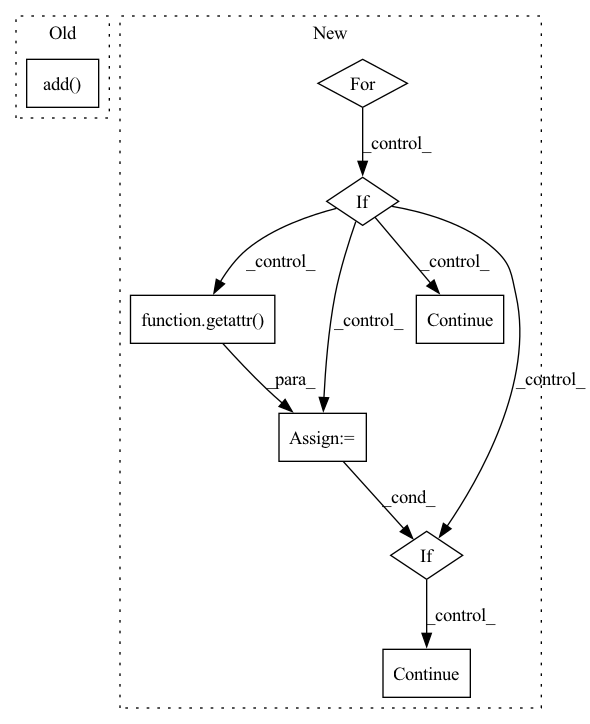 Old
New
add()
For
_control_
If
_control_
_control_
_control_
_control_
function.getattr()
Continue
_para_
Assign:=
_cond_
If
_control_
Continue